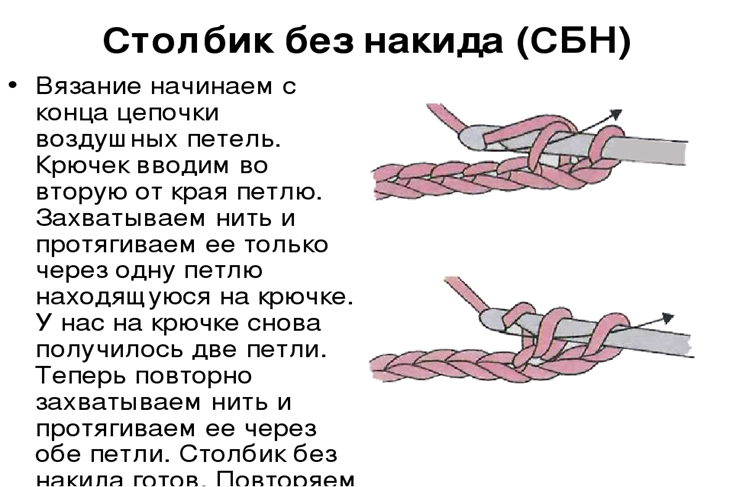 Столбик без накида (СБН)
• Вязание начинаем с
конца цепочки
воздушных петель.
Крючек вводим во
вторую от края петлю.
Захватываем нить и
протягиваем ее только
через одну петлю
находящуюся на крючке.
У нас на крючке снова
получилось две петли.
Теперь повторно
захватываем нить и
протягиваем ее через
обе петли. Столбик без
накида готов. Повторяем